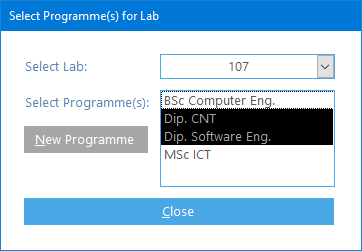 Select Programme(s) for Lab
Select Lab: 107
Select Programme(s): BSc Computer Eng.
Dip. CNT
New Programme Dip. Software Eng.
MSc ICT
Close